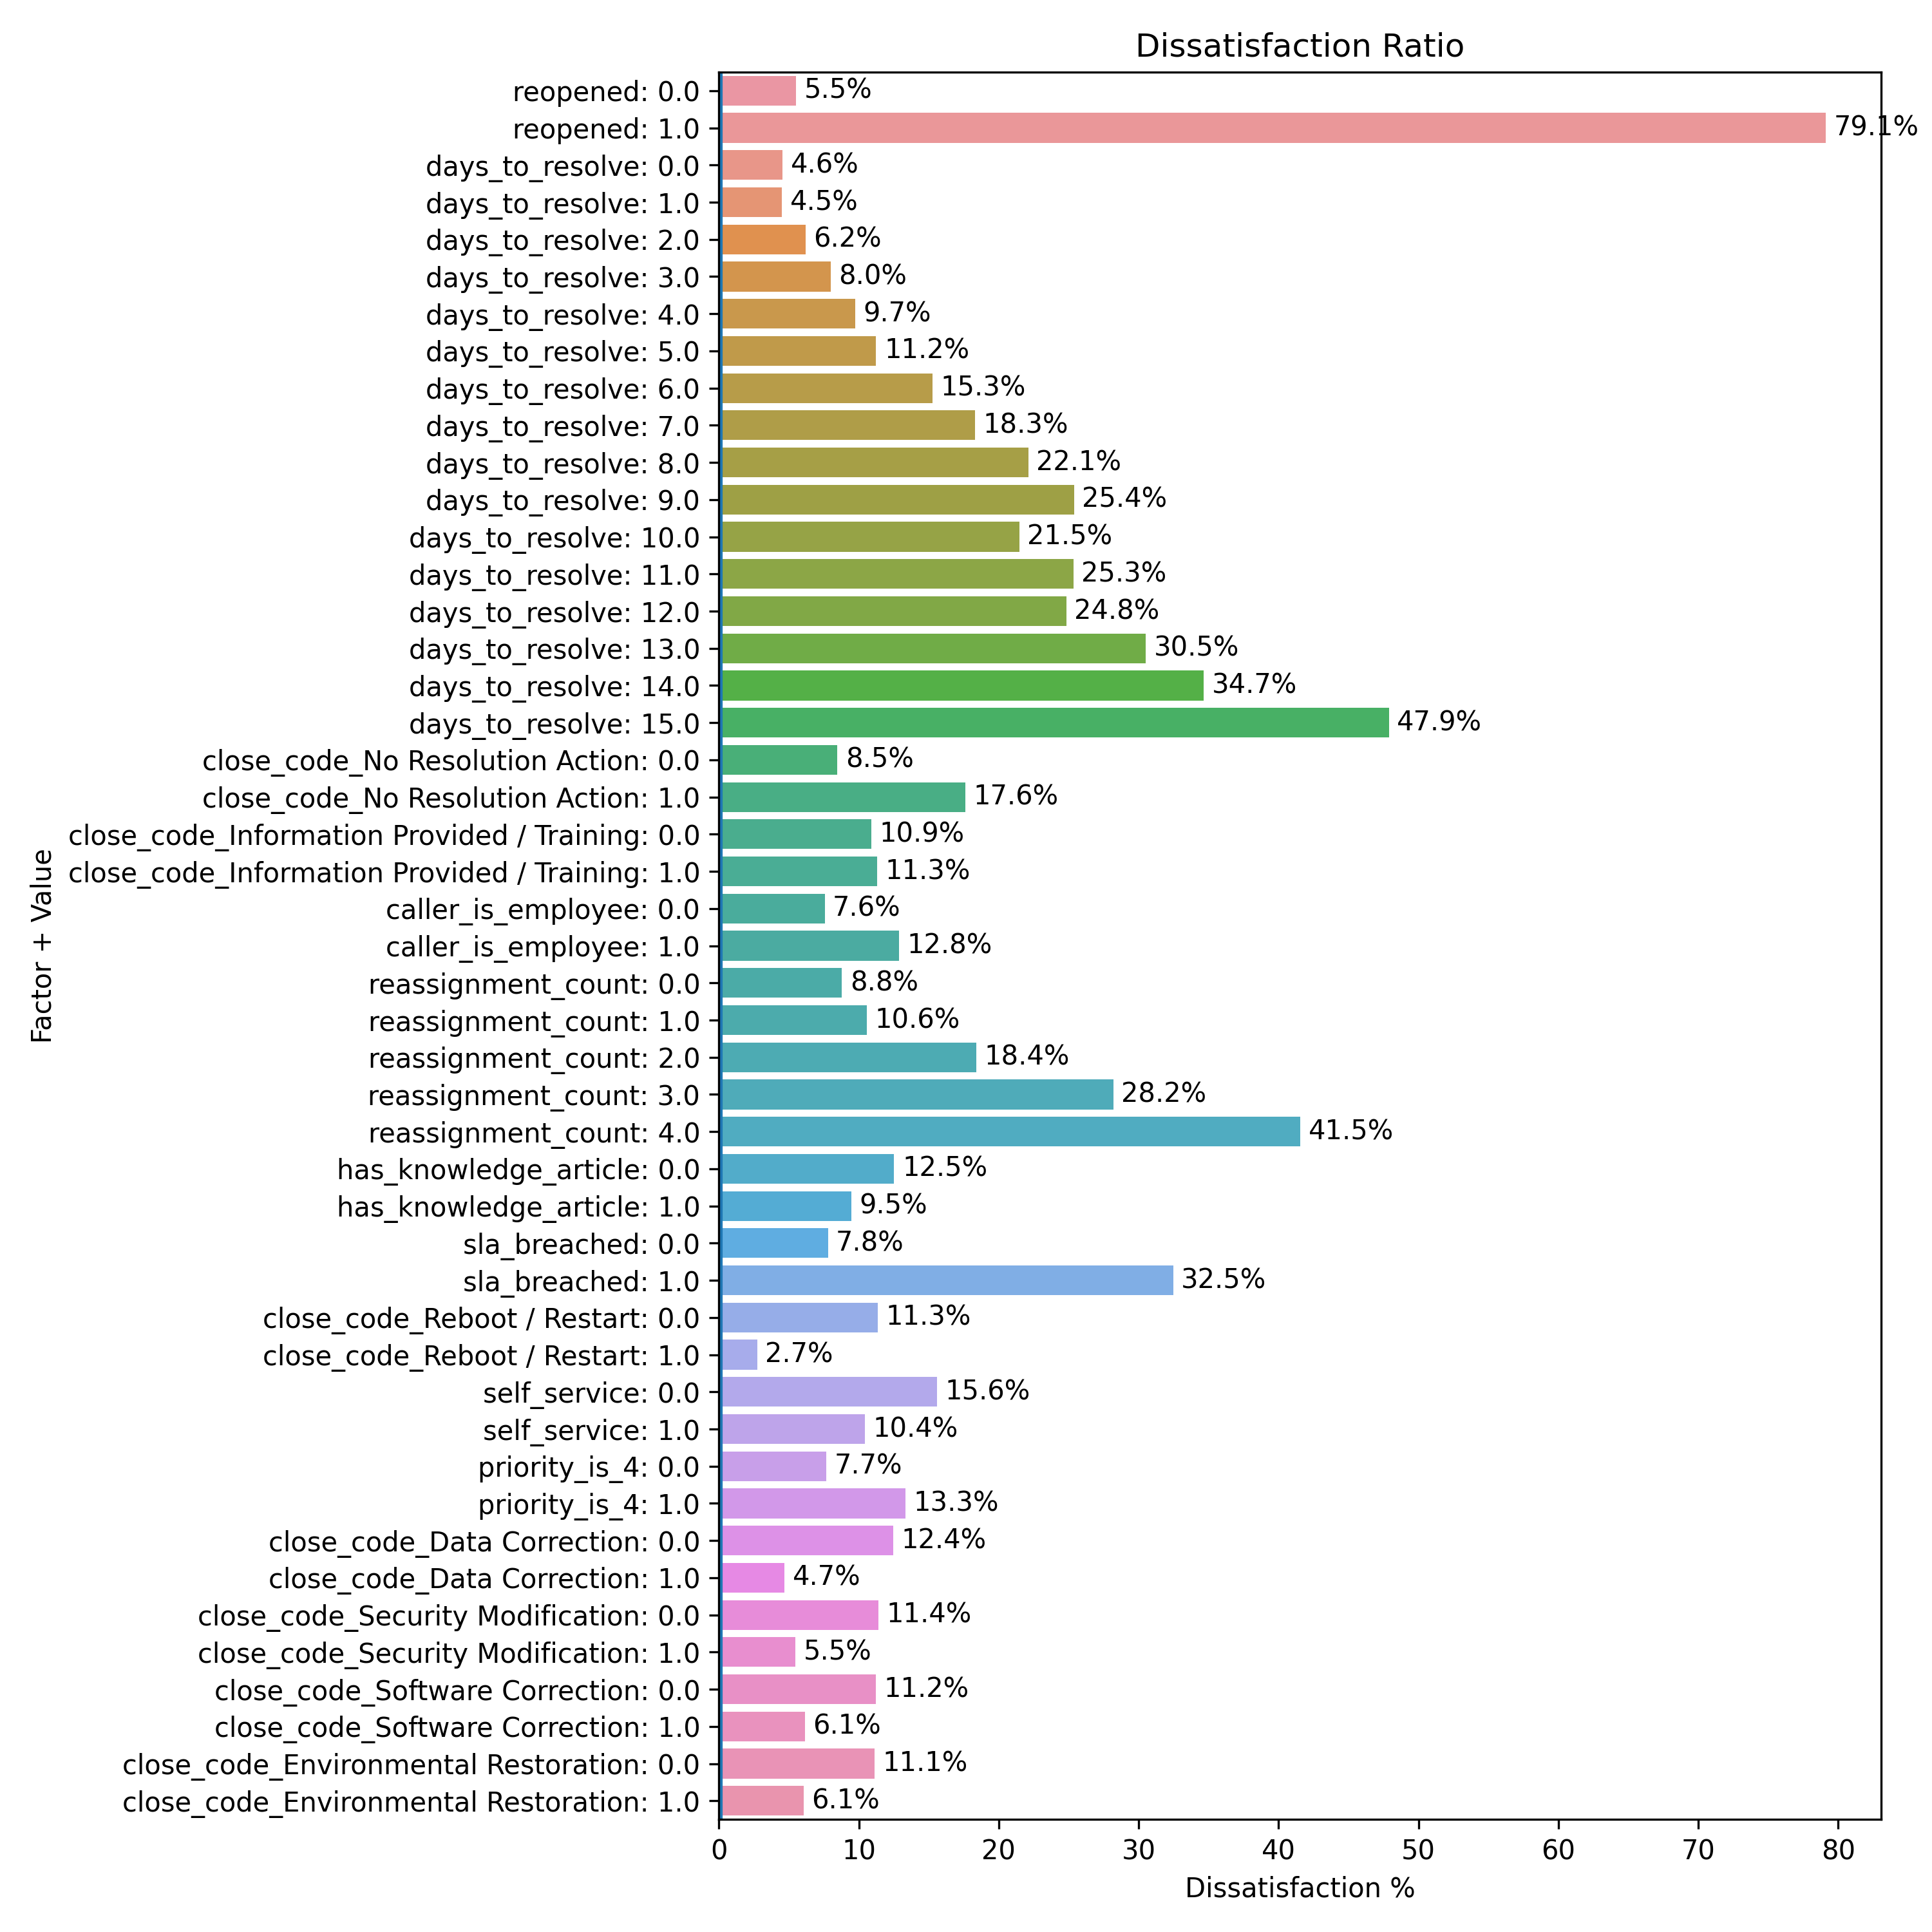 Dissatisfaction Ratio
reopened: 0.0 5.5%
reopened: 1.0 79.1%
days_to_resolve: 0.0 4.6%
days_to_resolve: 1.0 4.5%
days_to_resolve: 2.0 6.2%
days_to_resolve: 3.0 8.0%
days_to_resolve: 4.0 9.7%
days_to_resolve: 5.0 11.2%
days_to_resolve: 6.0 15.3%
days_to_resolve: 7.0 18.3%
days_to_resolve: 8.0 22.1%
days_to_resolve: 9.0 25.4%
days_to_resolve: 10.0 21.5%
days_to_resolve: 11.0 25.3%
days_to_resolve: 12.0 24.8%
days_to_resolve: 13.0 30.5%
days_to_resolve: 14.0 34.7%
days_to_resolve: 15.0 47.9%
close_code_No Resolution Action: 0.0 8.5%
close_code_No Resolution Action: 1.0 17.6%
close_code_Information Provided / Training: 0.0 10.9%
close_code_Information Provided / Training: 1.0 11.3%
caller_is_employee: 0.0 7.6%
caller_is_employee: 1.0 12.8%
reassignment_count: 0.0 8.8%
reassignment_count: 1.0 10.6%
reassignment_count: 2.0 18.4%
reassignment_count: 3.0 28.2%
reassignment_count: 4.0 41.5%
has_knowledge_article: 0.0 12.5%
has_knowledge_article: 1.0 9.5%
sla_breached: 0.0 7.8%
sla_breached: 1.0 32.5%
close_code_Reboot / Restart: 0.0 11.3%
close_code_Reboot / Restart: 1.0 2.7%
self_service: 0.0 15.6%
self_service: 1.0 10.4%
priority_is_4: 0.0 7.7%
priority_is_4: 1.0 13.3%
close_code_Data Correction: 0.0 12.4%
close_code_Data Correction: 1.0 4.7%
close_code_Security Modification: 0.0 11.4%
close_code_Security Modification: 1.0 5.5%
close_code_Software Correction: 0.0 11.2%
close_code_Software Correction: 1.0 6.1%
close_code_Environmental Restoration: 0.0 11.1%
close_code_Environmental Restoration: 1.0 6.1%
Factor + Value
0 10 20 30 40 50 60 70 80
Dissatisfaction %